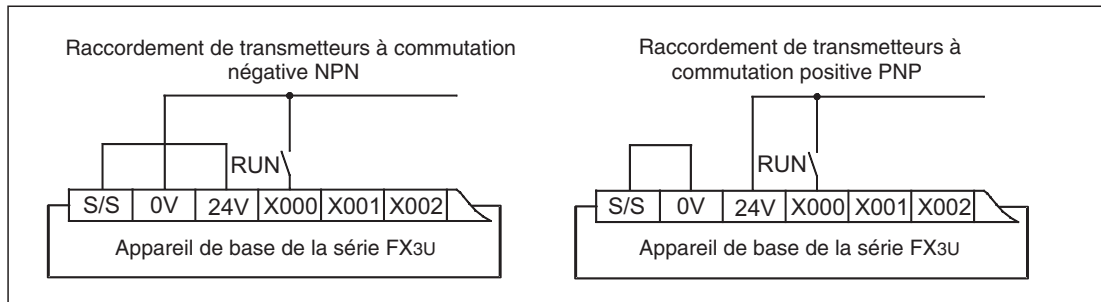 Raccordement de transmetteurs à commutation
négative NPN
RUN
S/S 0V 24V X000 X001 X002
Appareil de base de la série FX3U
Raccordement de transmetteurs à
commutation positive PNP
RUN
S/S 0V 24V X000 X001 X002
Appareil de base de la série FX3U